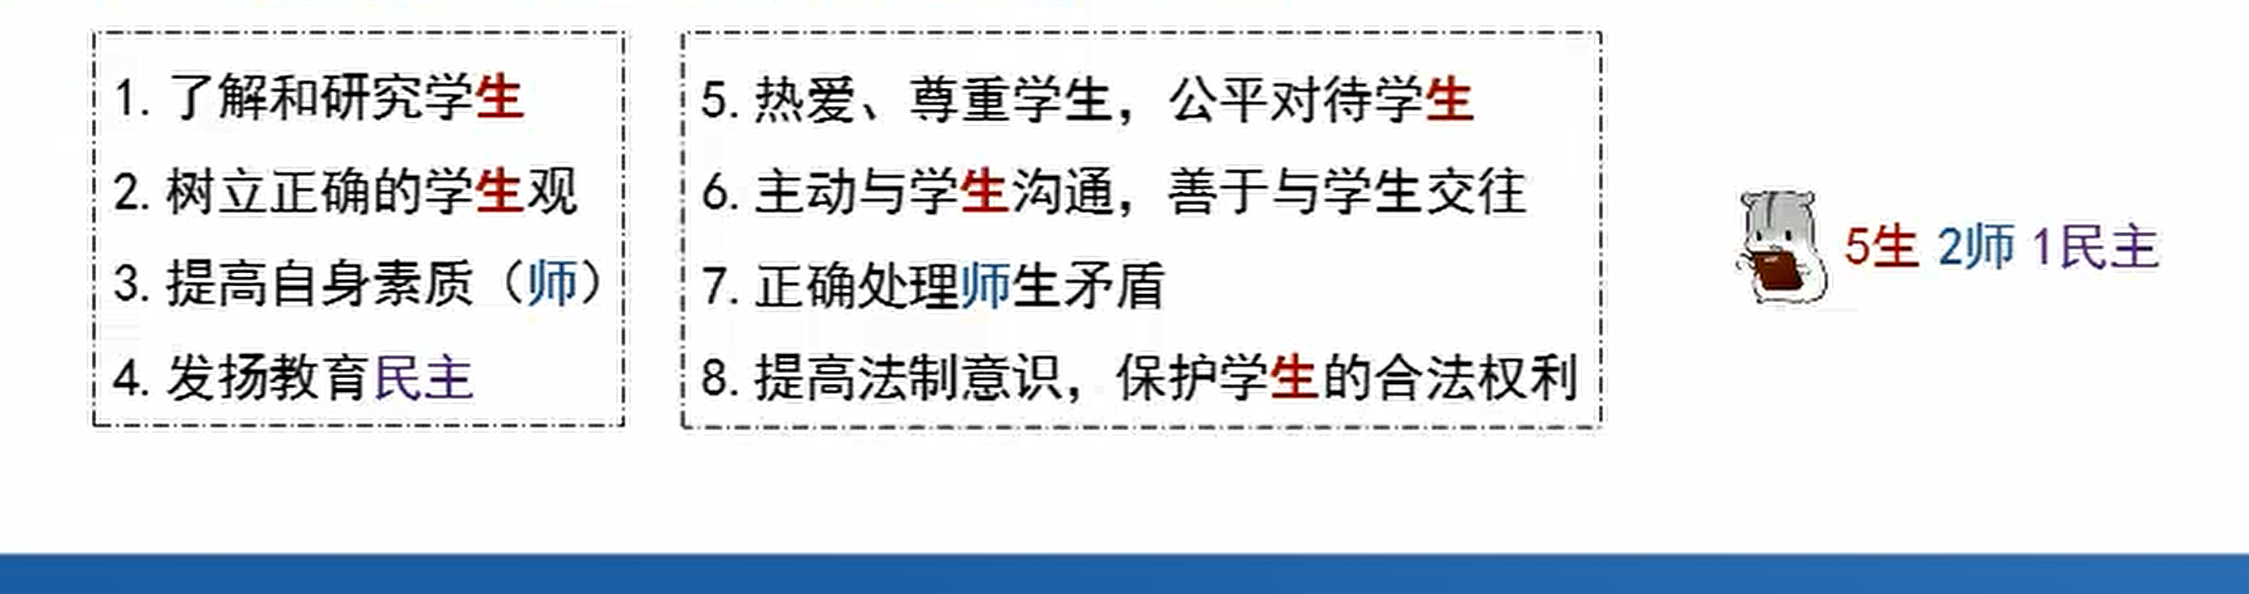 1. 了解和研究学生
2. 树立正确的学生观
3. 提高自身素质（师）
4. 发扬教育民主
5. 热爱、尊重学生，公平对待学生
6. 主动与学生沟通，善于与学生交往
7. 正确处理师生矛盾
8. 提高法制意识，保护学生的合法权利
5生 2师 1民主